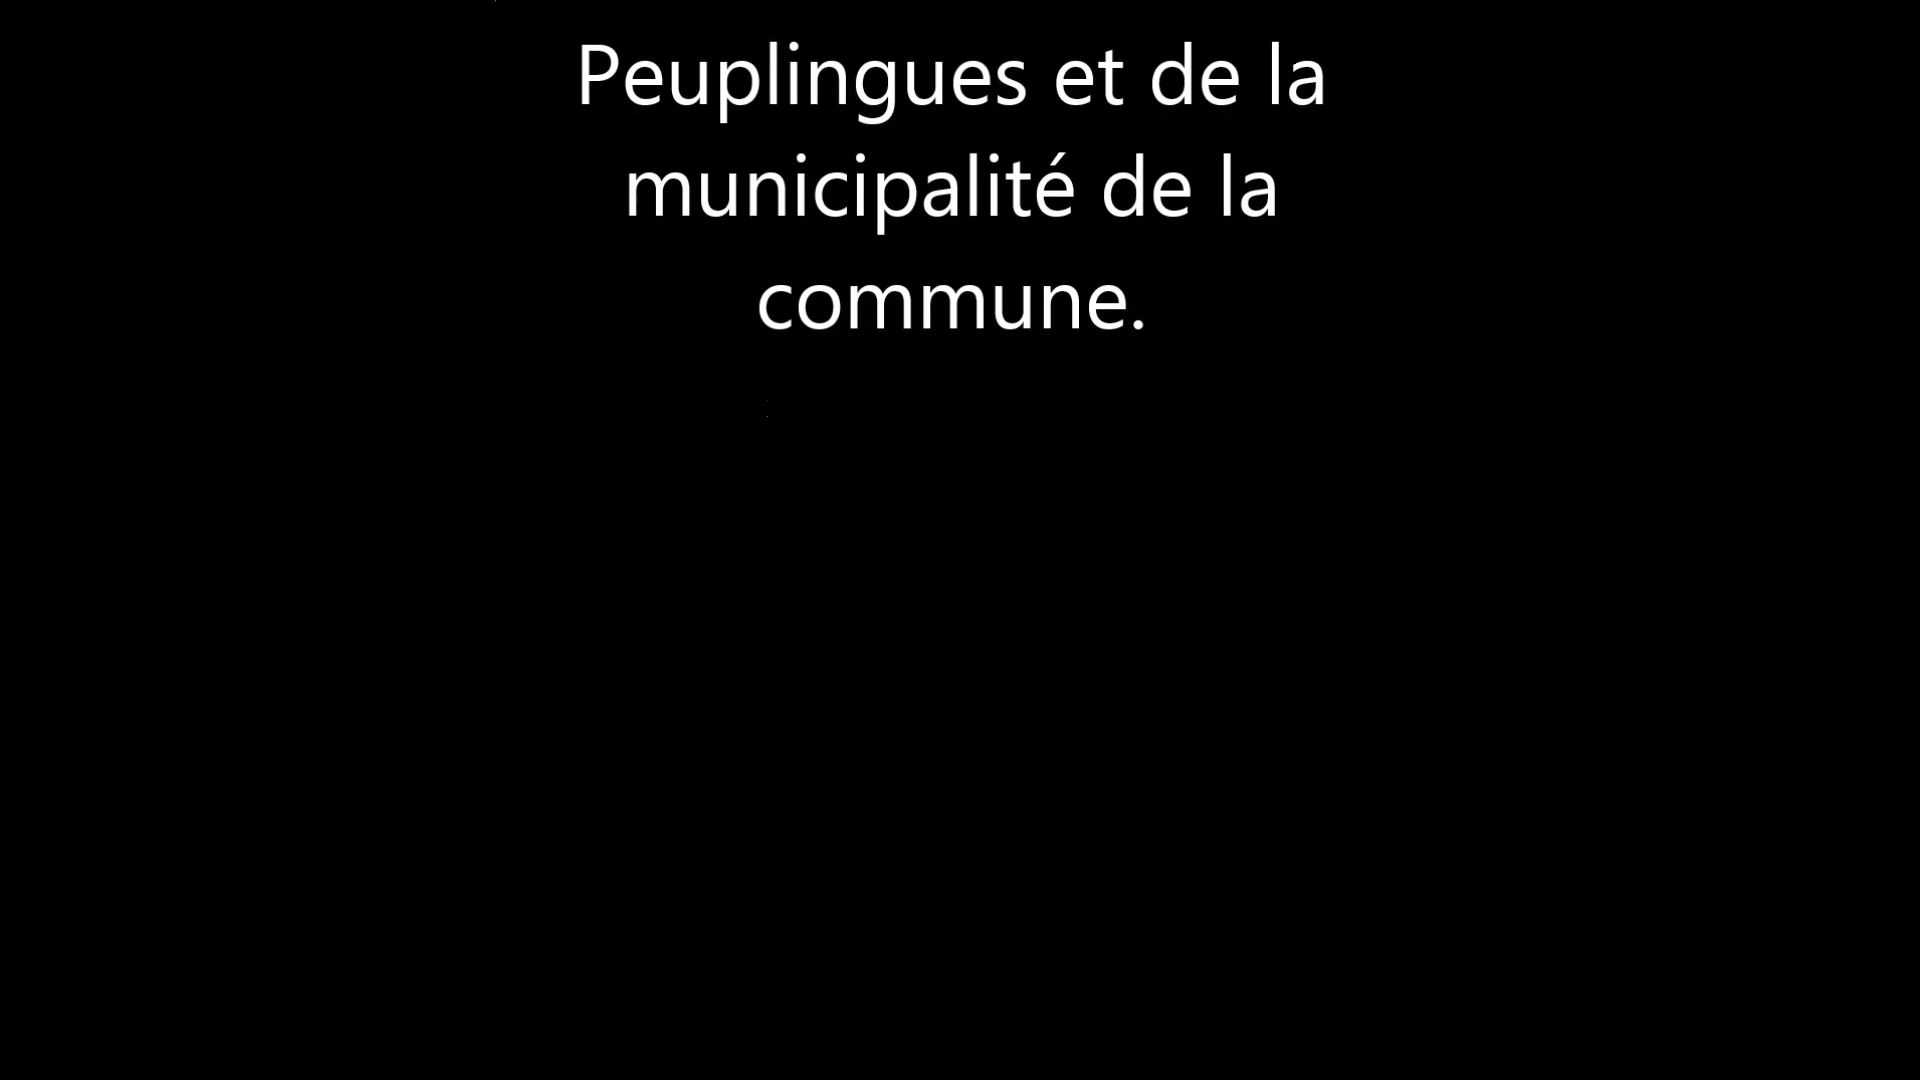 Peuplingues et de la
municipalité de la
commune.